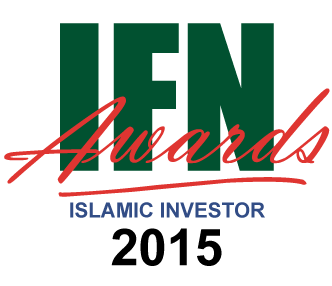 IFN
Awards
ISLAMIC INVESTOR
2015